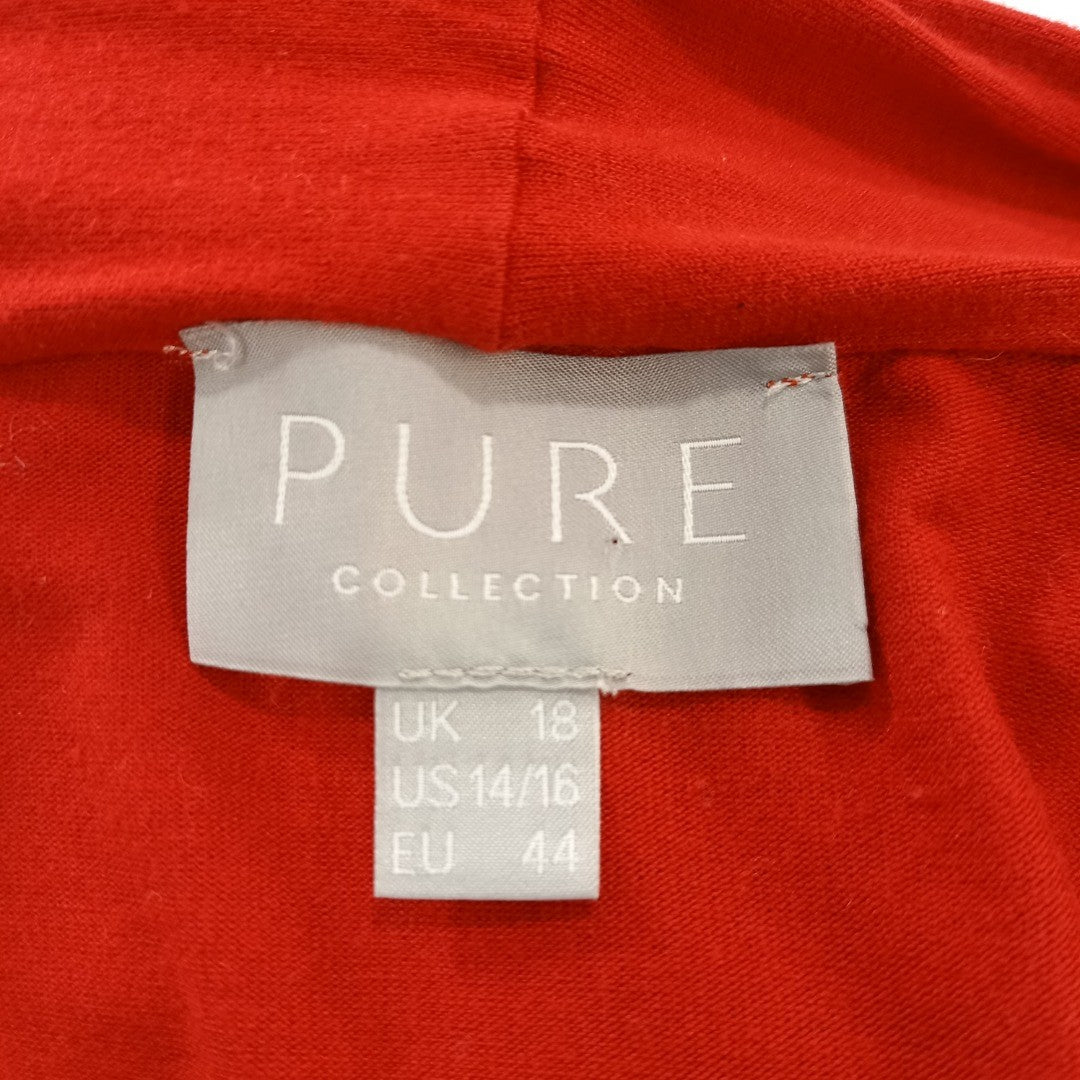 PURE
COLLECTION
UK 18
US 14/16
EU 44